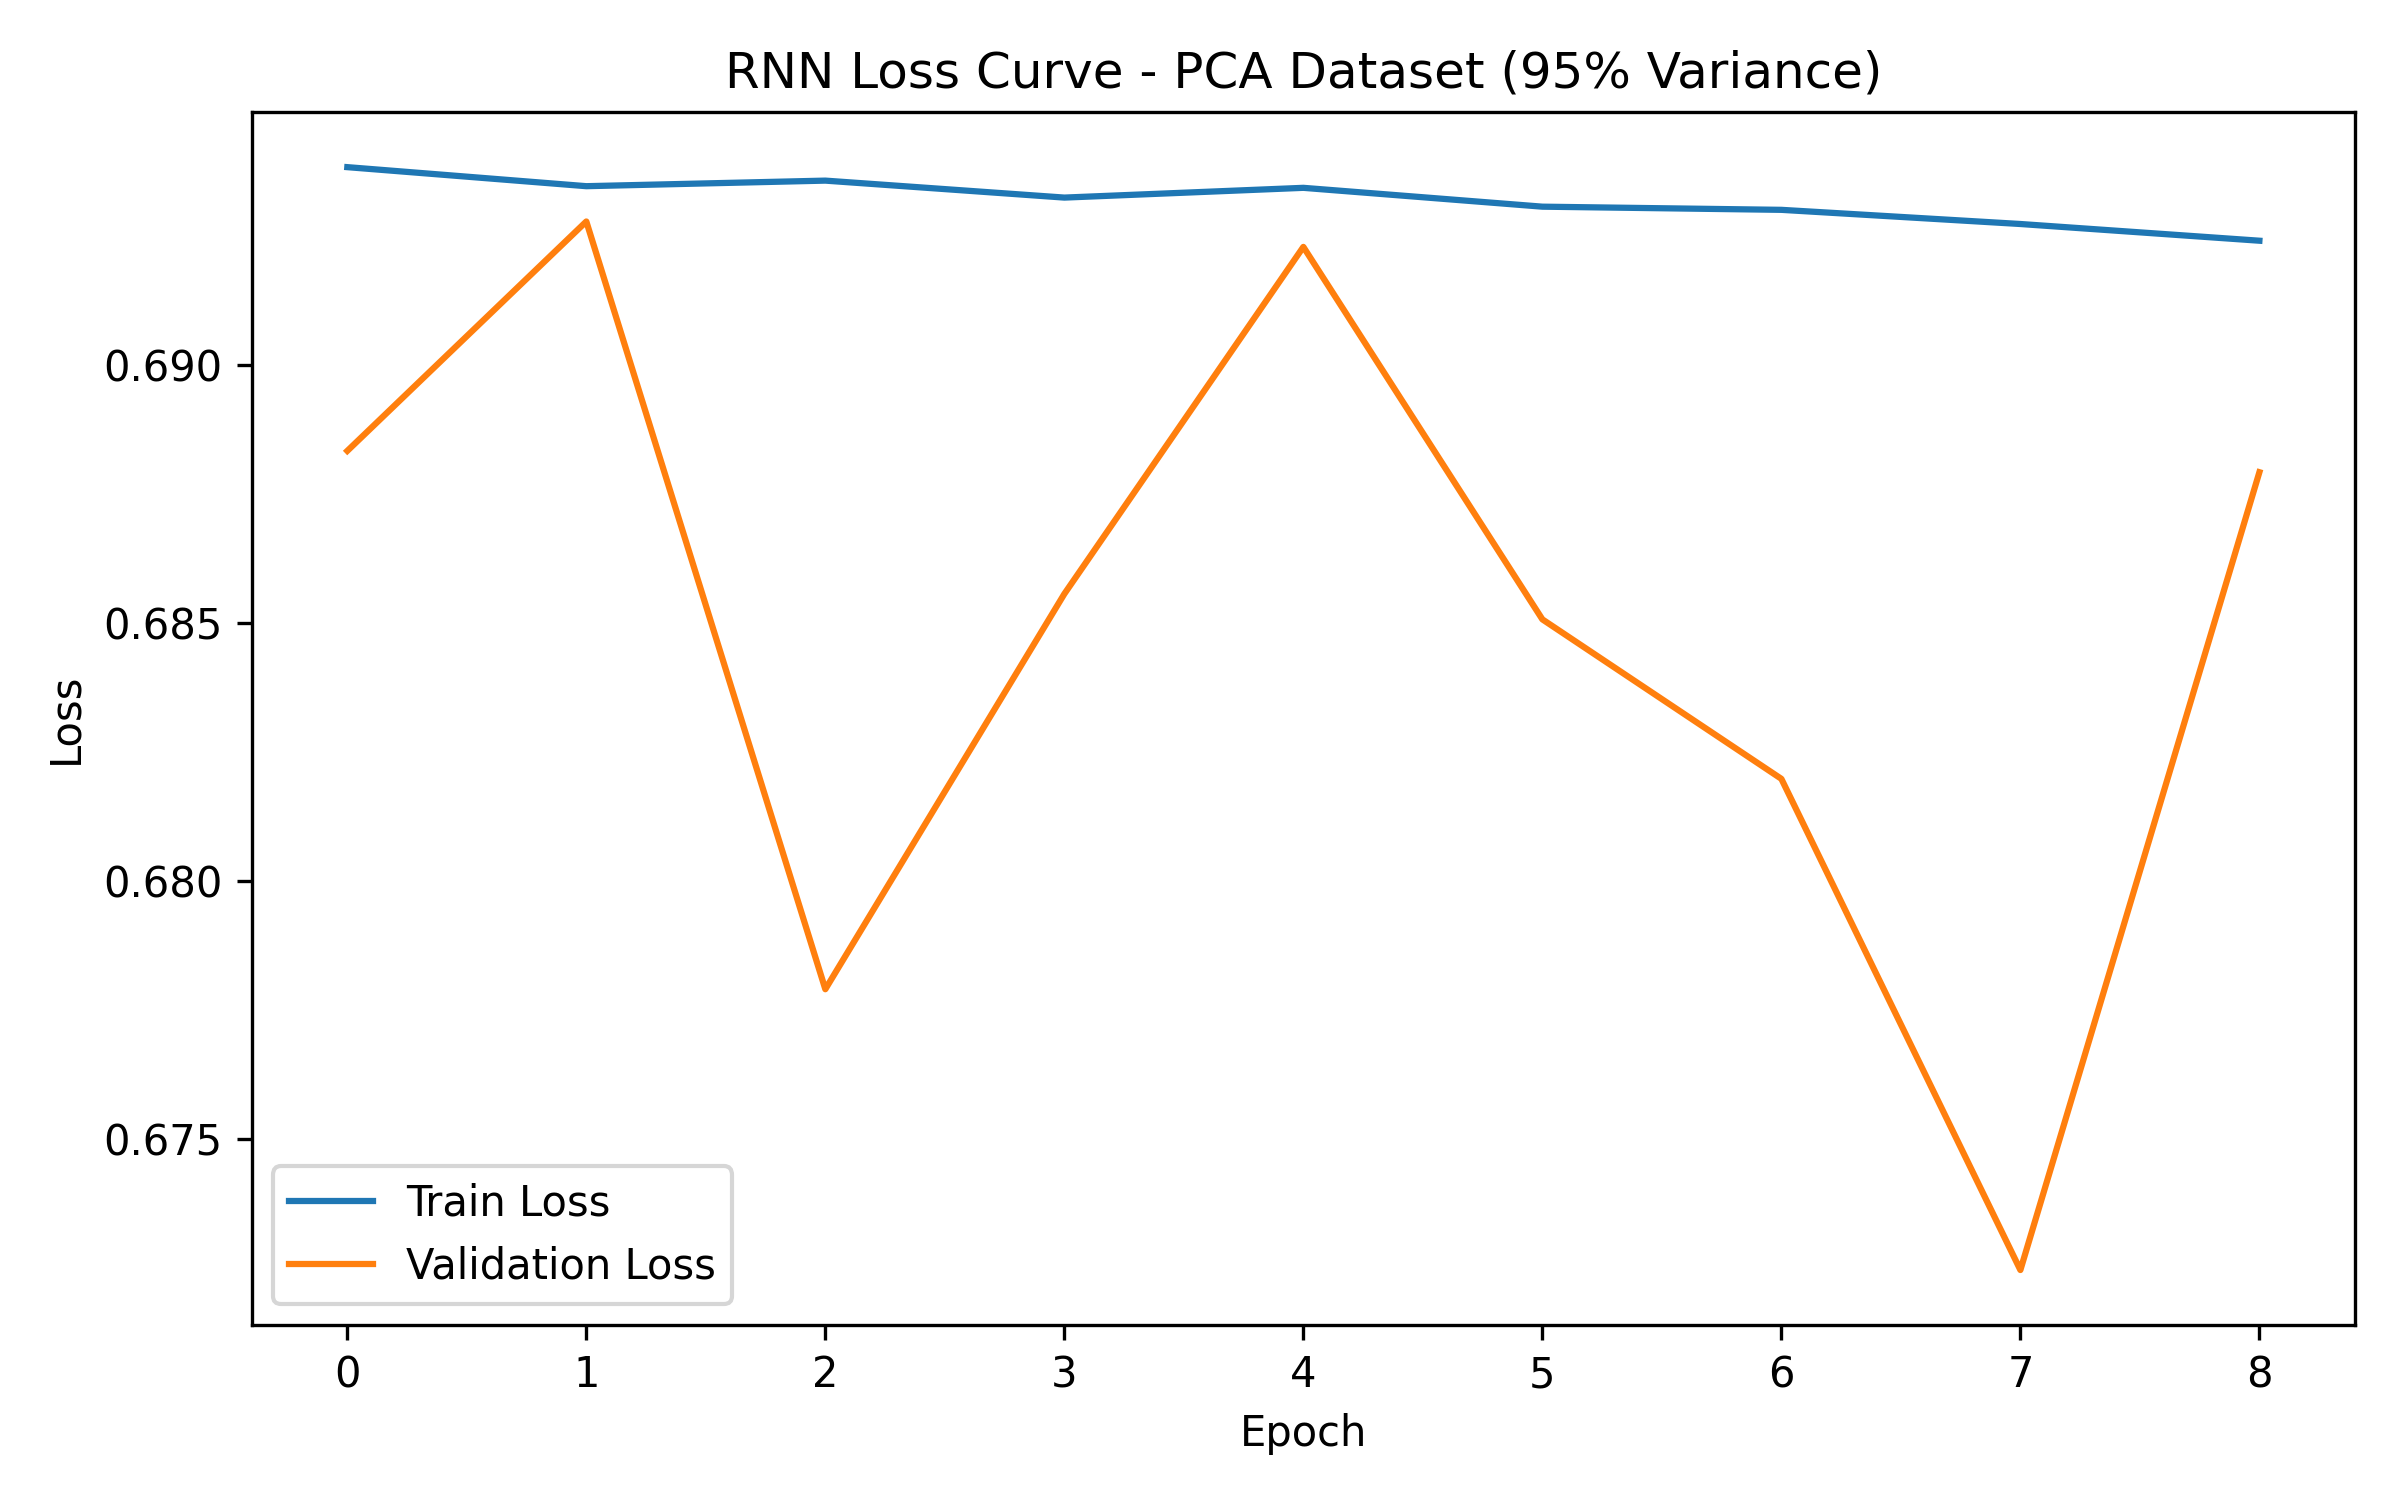 RNN Loss Curve - PCA Dataset (95% Variance)
0.690
0.685
0.680
0.675
Loss
Train Loss
Validation Loss
0 1 2 3 4 5 6 7 8
Epoch